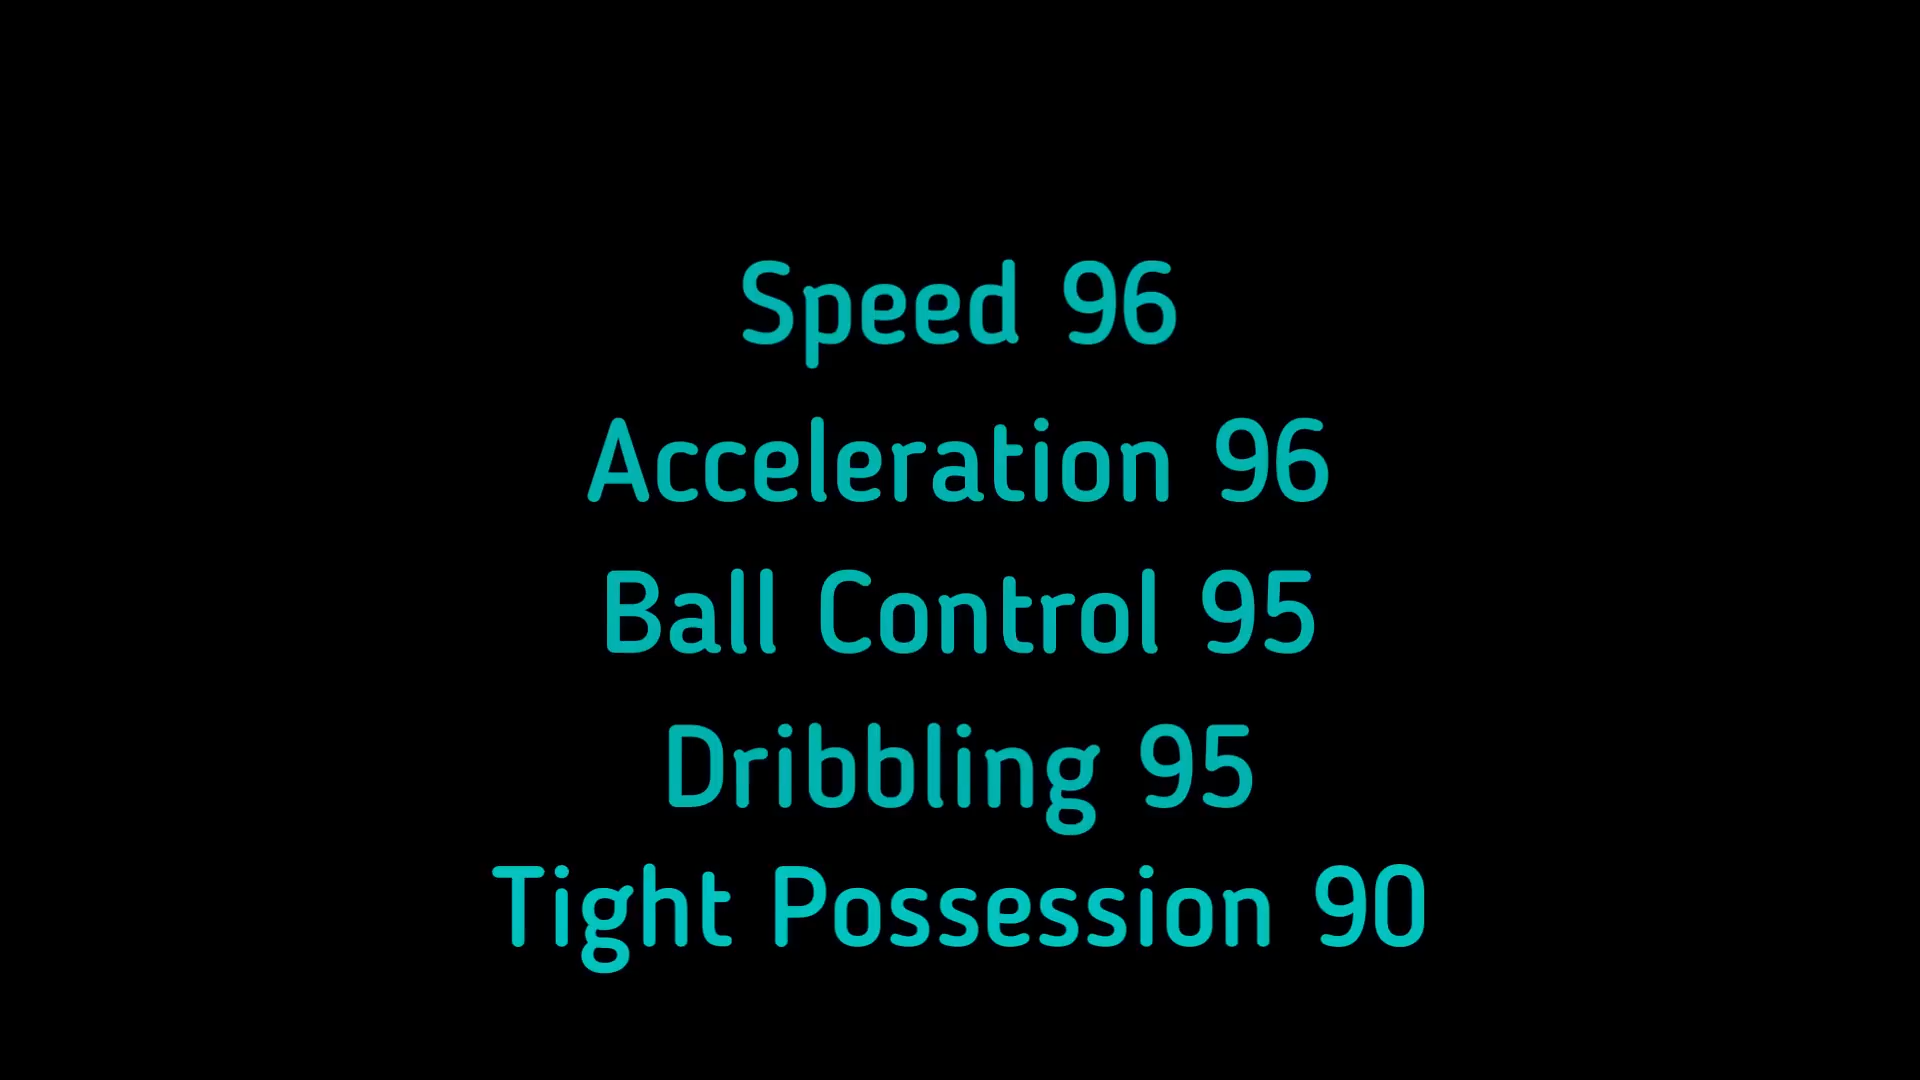 Speed 96
Acceleration 96
Ball Control 95
Dribbling 95
Tight Possession 90